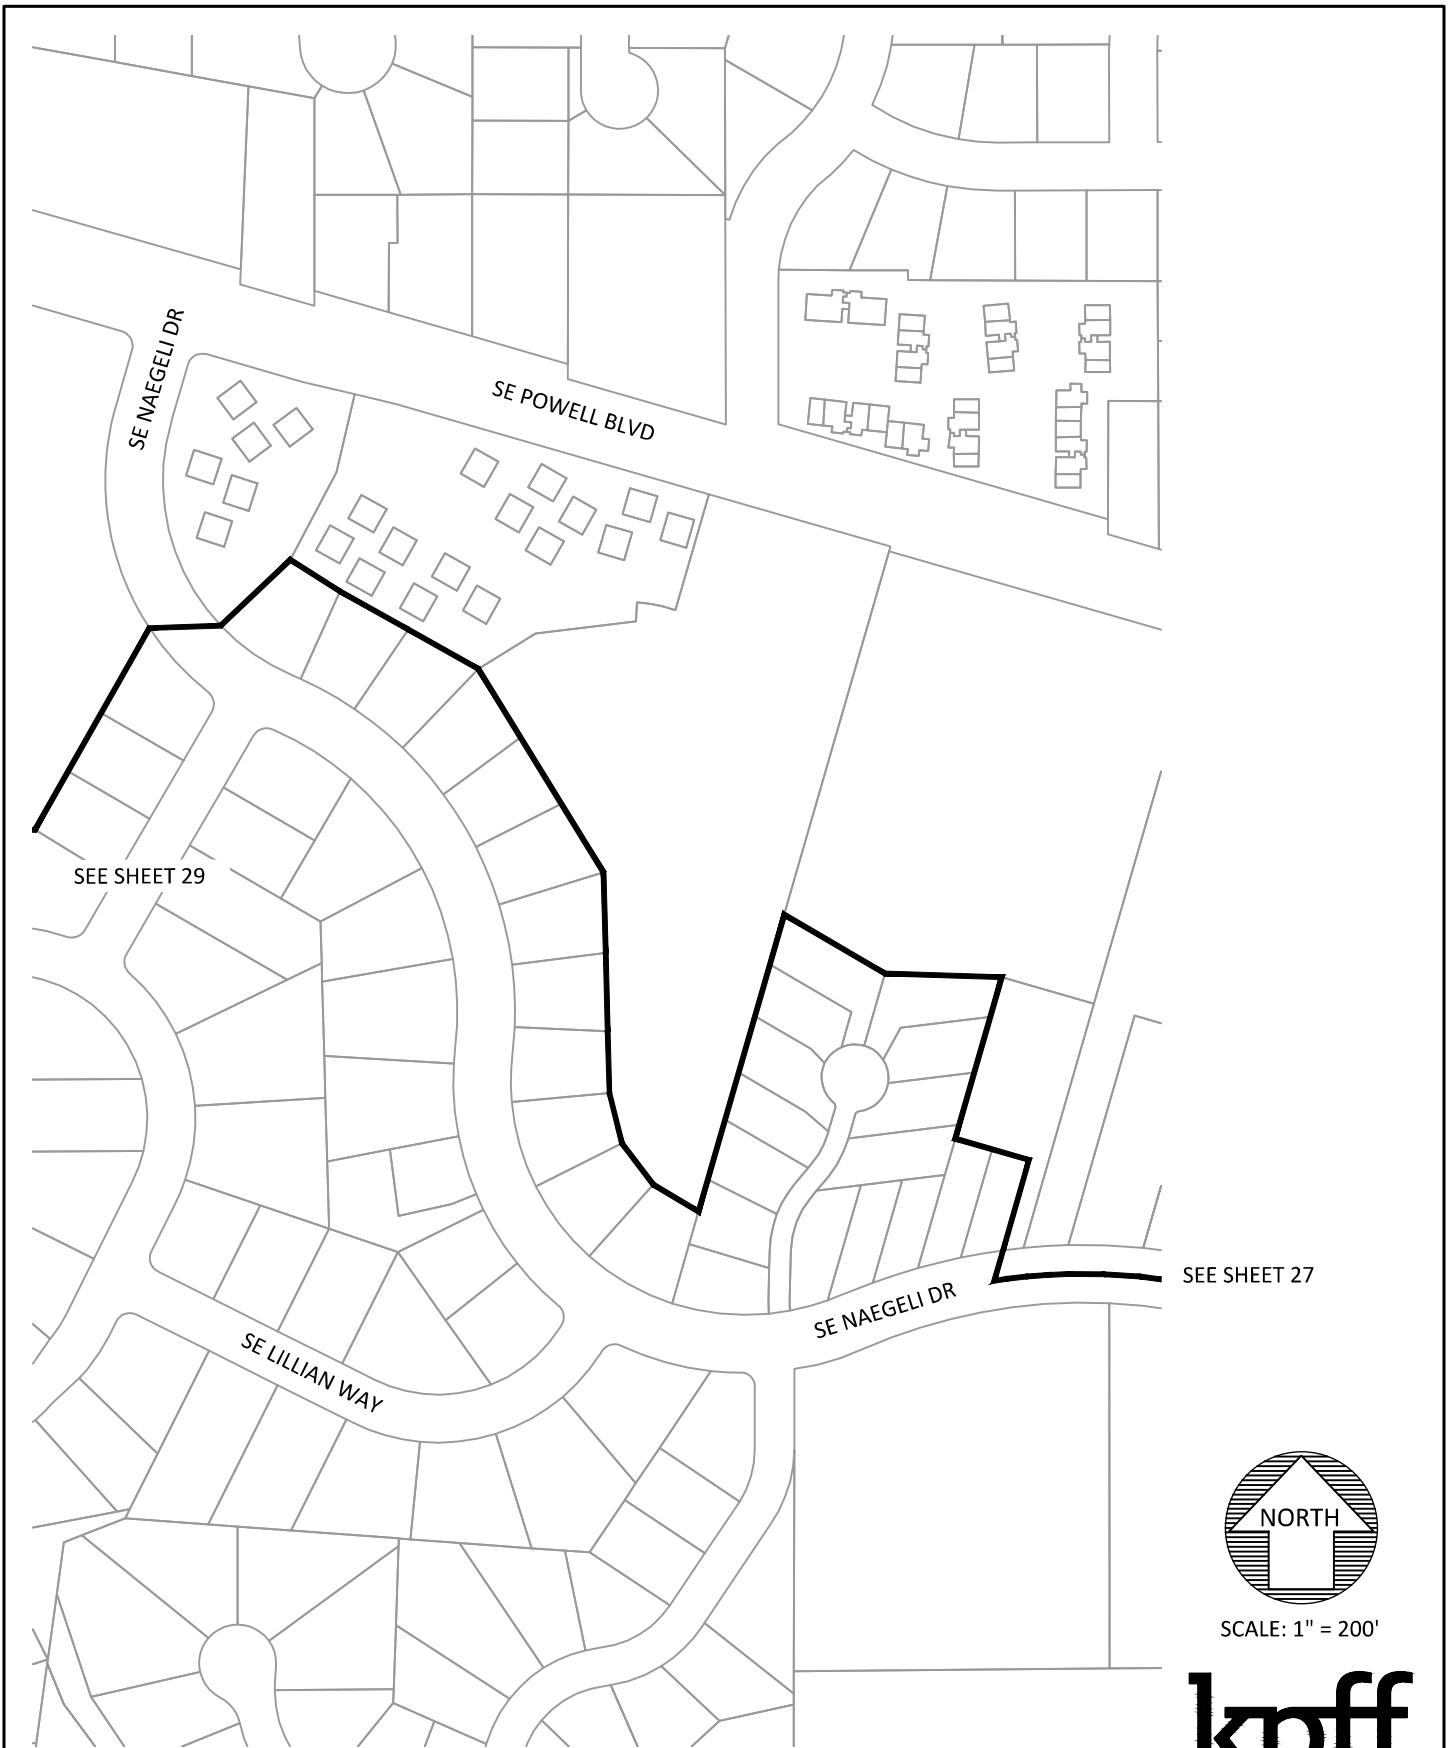 SE NAEGELI DR
SE POWELL BLVD
SEE SHEET 29
SEE SHEET 27
SE NAEGELI DR
SE LILLIAN WAY
NORTH
SCALE: 1" = 200'
kpff